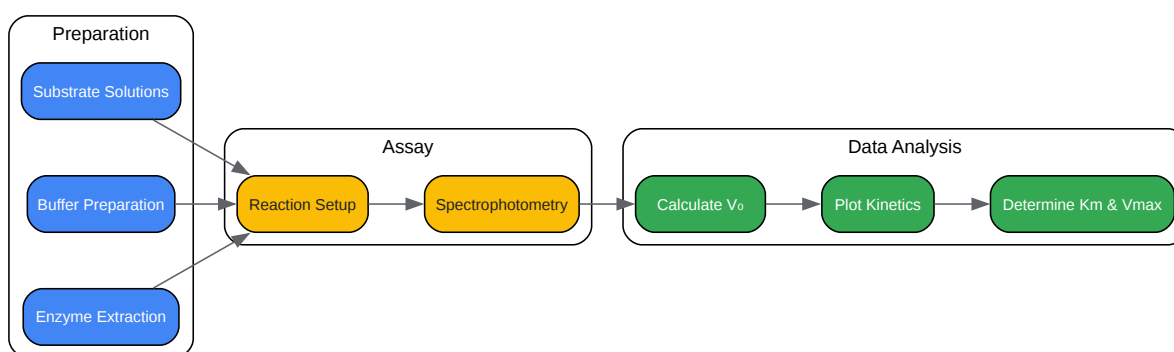 Preparation
Substrate Solutions
Buffer Preparation
Enzyme Extraction
Assay
Reaction Setup
Spectrophotometry
Data Analysis
Calculate V₀
Plot Kinetics
Determine Km & Vmax